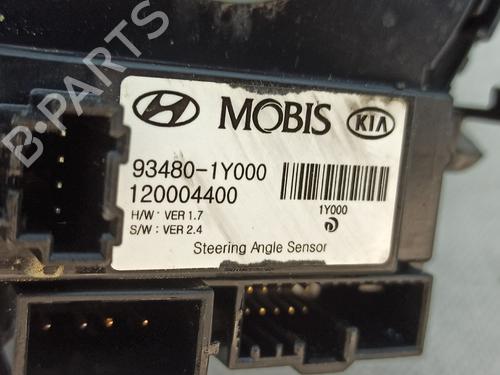 MOBIS KIA
93480-1Y000
120004400
H/W : VER 1.7
S/W : VER 2.4
1Y000
Steering Angle Sensor
B-PARTS